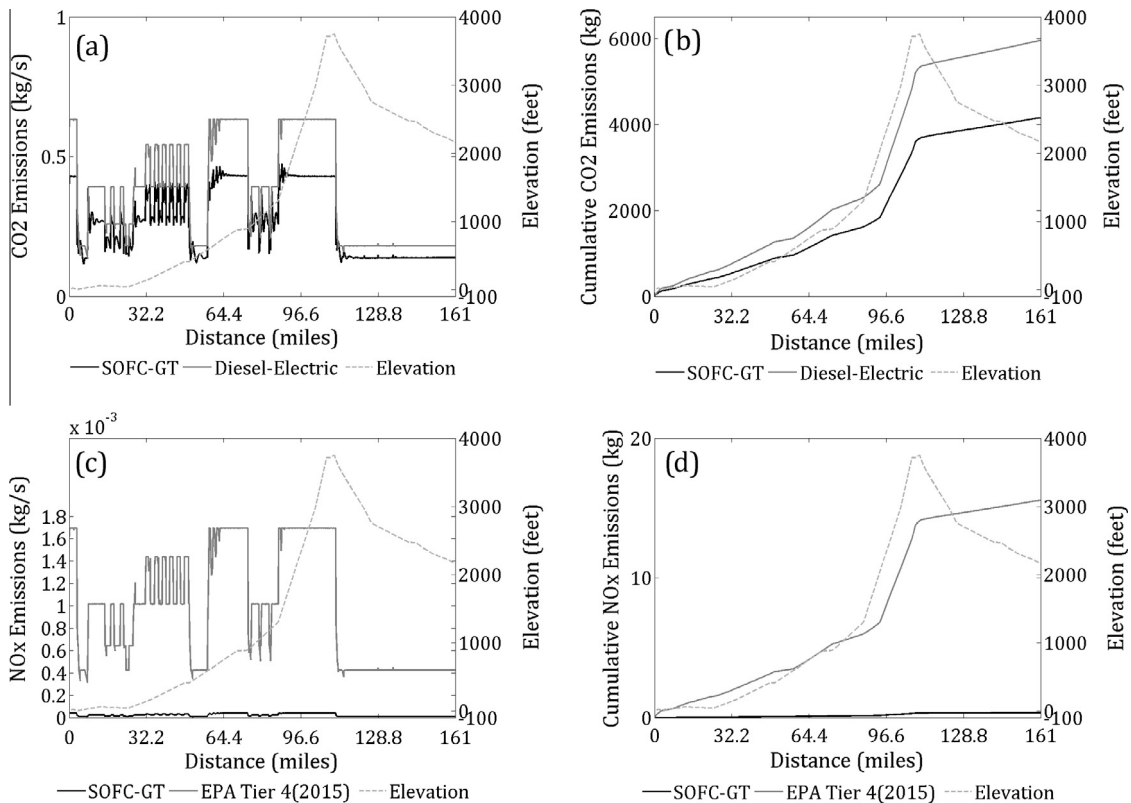 (a)
CO2 Emissions (kg/s)
1
0.5
0
4000
3000
2000
1000
0
-100
Elevation (feet)
0 32.2 64.4 96.6 128.8 161
Distance (miles)
SOFC-GT Diesel-Electric Elevation
(b)
Cumulative CO2 Emissions (kg)
6000
4000
2000
0
4000
3000
2000
1000
0
-100
Elevation (feet)
0 32.2 64.4 96.6 128.8 161
Distance (miles)
SOFC-GT Diesel-Electric Elevation
x 10-3
(c)
NOx Emissions (kg/s)
1.8
1.6
1.4
1.2
1
0.8
0.6
0.4
0.2
0
4000
3000
2000
1000
0
-100
Elevation (feet)
0 32.2 64.4 96.6 128.8 161
Distance (miles)
SOFC-GT EPA Tier 4(2015) Elevation
(d)
Cumulative NOx Emissions (kg)
20
10
0
4000
3000
2000
1000
0
-100
Elevation (feet)
0 32.2 64.4 96.6 128.8 161
Distance (miles)
SOFC-GT EPA Tier 4(2015) Elevation